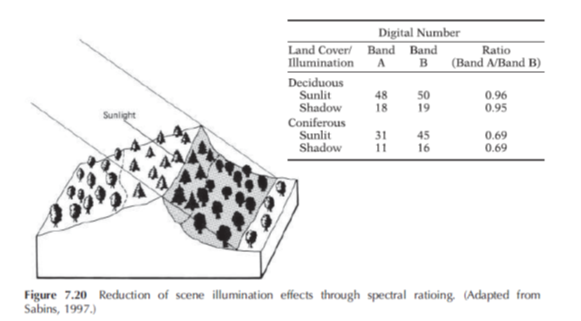 Digital Number
Land Cover/ Band Band Ratio
Illumination A B (Band A/Band B)
Deciduous
Sunlit 48 50 0.96
Shadow 18 19 0.95
Coniferous
Sunlit 31 45 0.69
Shadow 11 16 0.69
Sunlight
Figure 7.20 Reduction of scene illumination effects through spectral ratioing. (Adapted from
Sabins, 1997.)